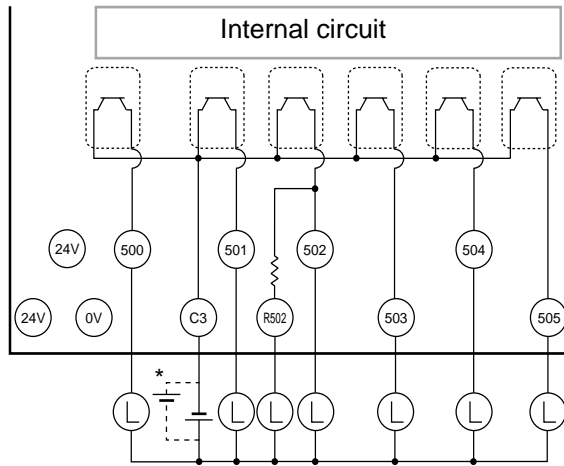 Internal circuit
24V 500 501 502 504
24V 0V C3 R502 503 505
*
L L L L L L L